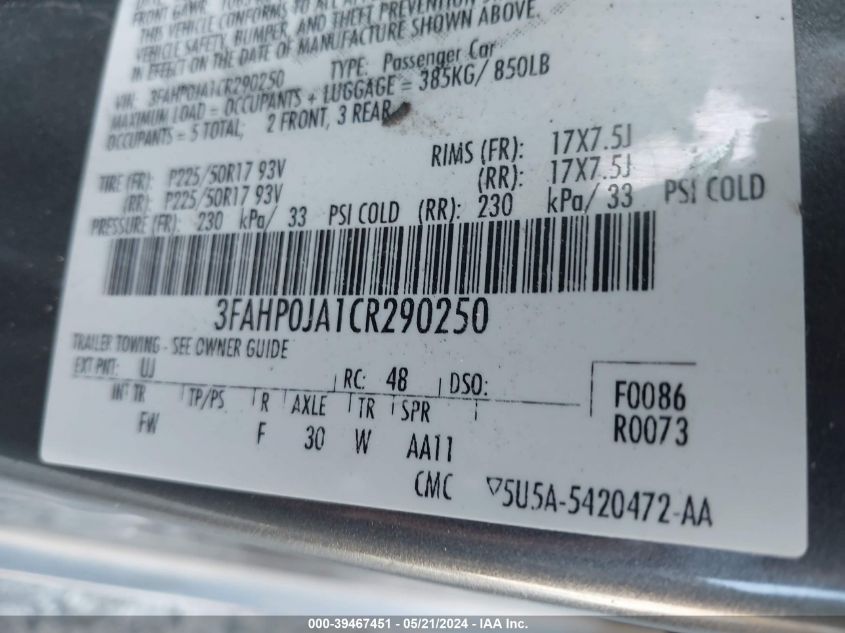 FRONT GAWR:
THIS VEHICLE CONFORMS TO ALL
VEHICLE SAFETY, BUMPER, AND THEFT PREVENTION
IN EFFECT ON THE DATE OF MANUFACTURE SHOWN ABOVE.
VIN: 3FAHP0JA1CR290250 TYPE: Passenger Car
MAXIMUM LOAD = OCCUPANTS + LUGGAGE = 385KG/ 850LB
OCCUPANTS = 5 TOTAL; 2 FRONT, 3 REAR
TIRE (FR): P225/50R17 93V RIMS (FR): 17X7.5J
(RR): P225/50R17 93V (RR): 17X7.5J
PRESSURE (FR): 230 kPa/ 33 PSI COLD (RR): 230 kPa/ 33 PSI COLD
3FAHP0JA1CR290250
TRAILER TOWING - SEE OWNER GUIDE
EXT PNT: UJ RC: 48 DSO:
INT TR TP/PS R AXLE TR SPR F0086
FW F 30 W AA11 R0073
CMC ▽5U5A-5420472-AA
000-39467451 | 05/21/2024 - IAA Inc.